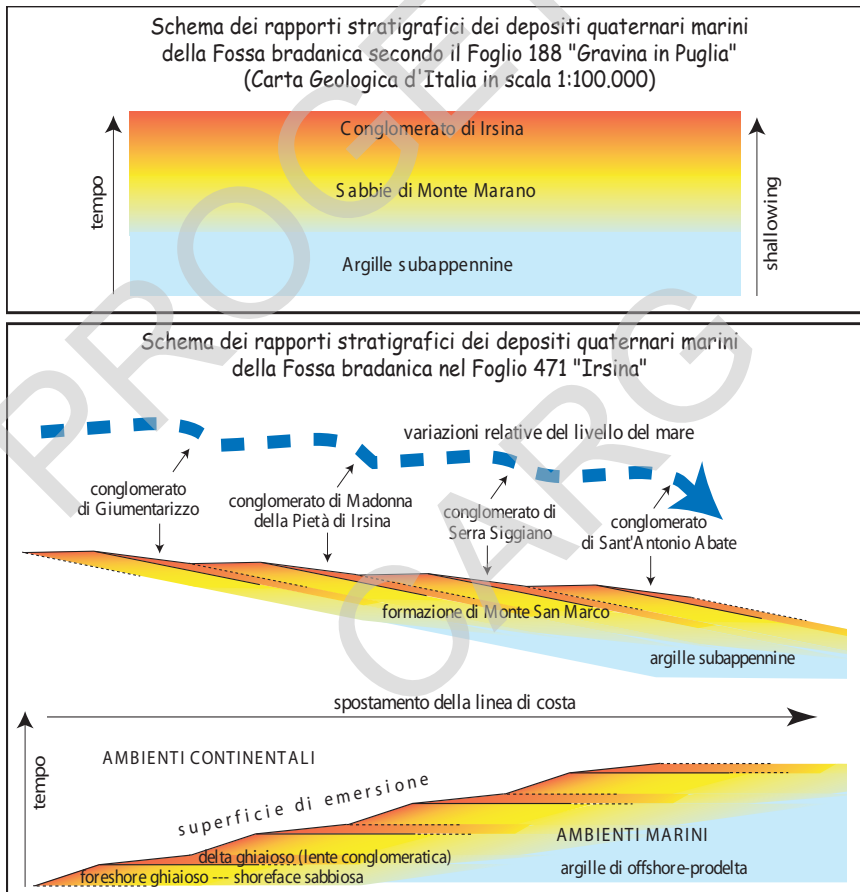 Schema dei rapporti stratigrafici dei depositi quaternari marini
della Fossa bradanica secondo il Foglio 188 "Gravina in Puglia"
(Carta Geologica d'Italia in scala 1:100.000)
Conglomerato di Irsina
Sabbie di Monte Marano
Argille subappennine
tempo
shallowing
Schema dei rapporti stratigrafici dei depositi quaternari marini
della Fossa bradanica nel Foglio 471 "Irsina"
variazioni relative del livello del mare
conglomerato
di Giumentarizzo
conglomerato di Madonna
della Pietà di Irsina
conglomerato di
Serra Siggiano
conglomerato
di Sant'Antonio Abate
formazione di Monte San Marco
argille subappennine
spostamento della linea di costa
tempo
AMBIENTI CONTINENTALI
superficie di emersione
delta ghiaioso (lente conglomeratica)
foreshore ghiaioso --- shoreface sabbiosa
AMBIENTI MARINI
argille di offshore-prodelta
PROGET
CARG